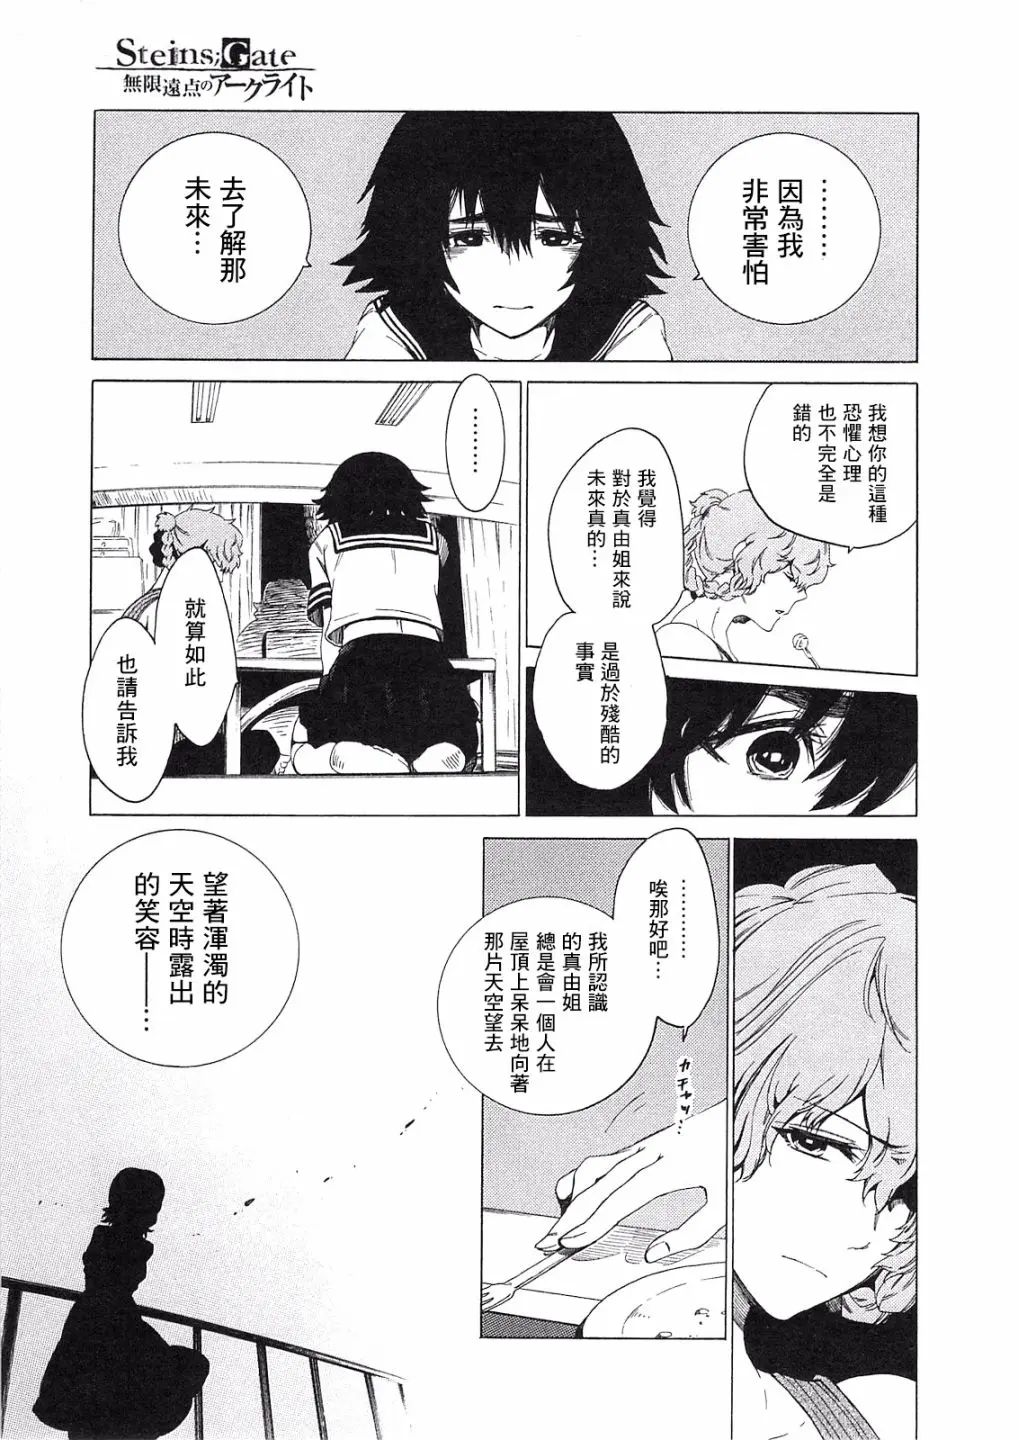 Steins;Gate
無限遠点のアークライト
………
因為我
非常害怕
去了解那
未來…
我想你的這種
恐懼心理
也不完全是
錯的
我覺得
對於真由姐來說
未來真的…
是過於殘酷的
事實
………
就算如此
也請告訴我
…………
唉那好吧…
我所認識
的真由姐
總是會一個人在
屋頂上呆呆地向著
那片天空望去
カチャッ…
望著渾濁的
天空時露出
的笑容——…